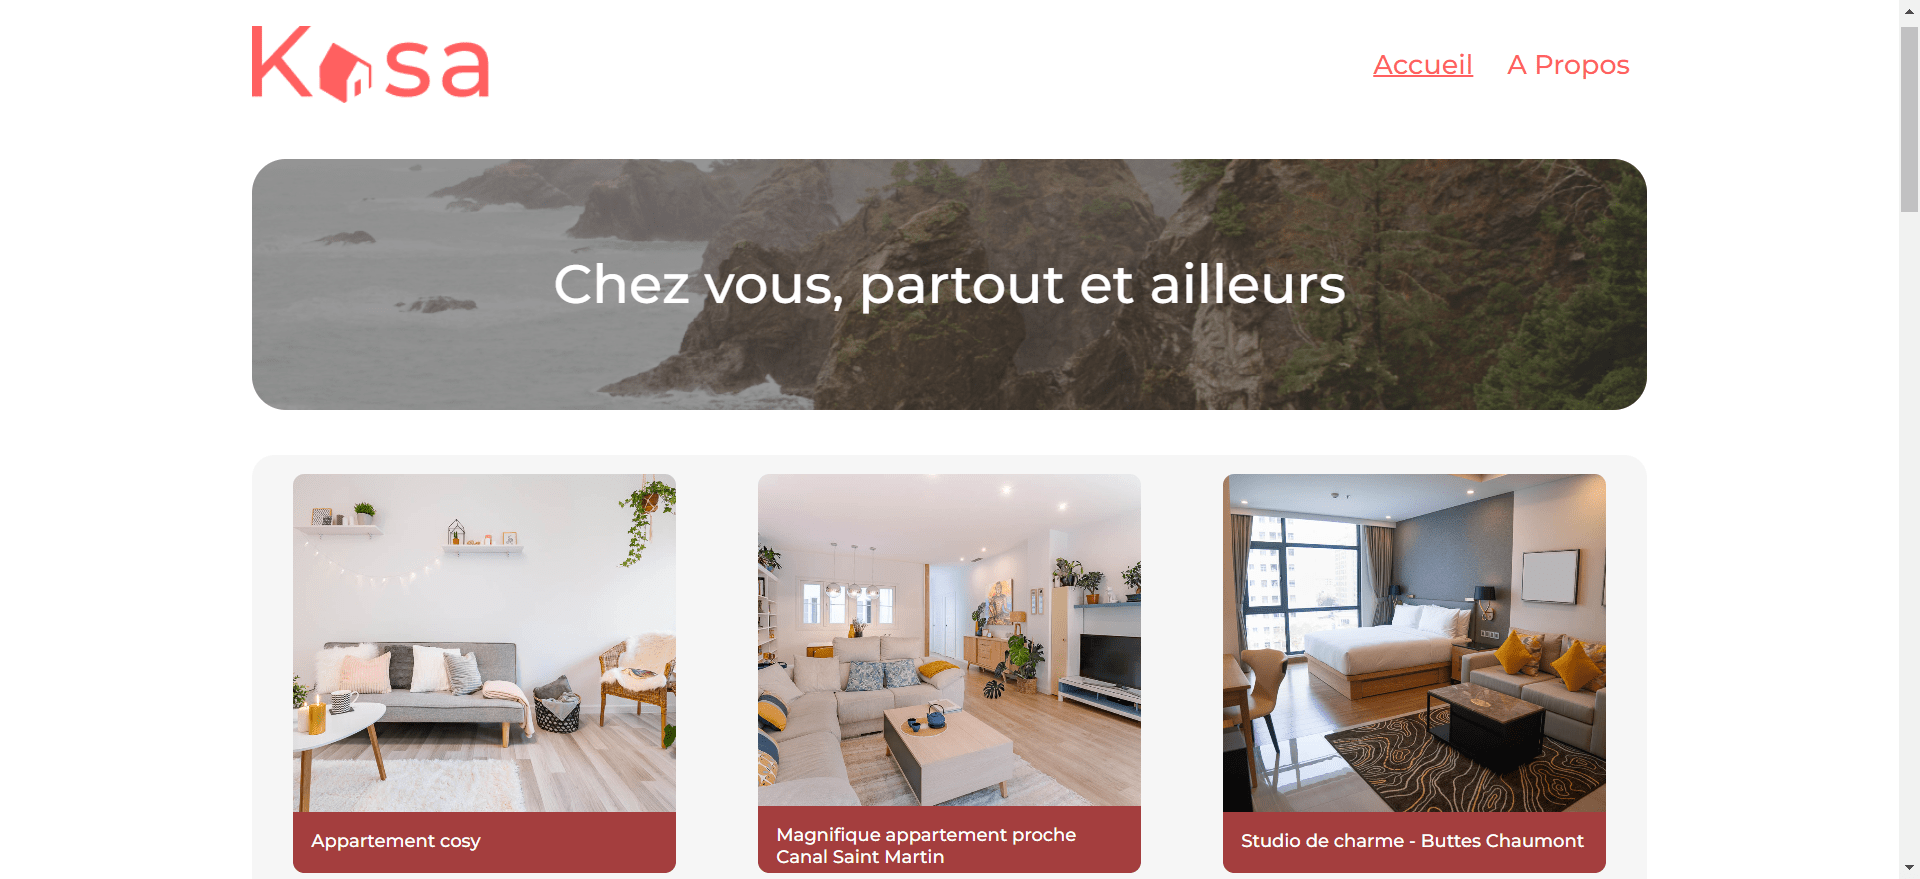 Kasa
Accueil A Propos
Chez vous, partout et ailleurs
Appartement cosy
Magnifique appartement proche
Canal Saint Martin
Studio de charme - Buttes Chaumont